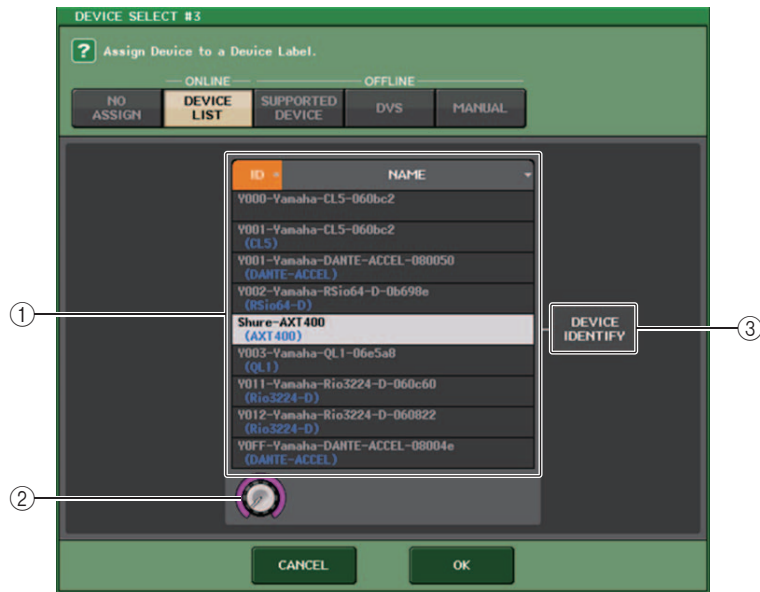 DEVICE SELECT #3
? Assign Device to a Device Label.
ONLINE OFFLINE
NO ASSIGN
DEVICE LIST
SUPPORTED DEVICE
DVS
MANUAL
ID NAME
Y000-Yamaha-CL5-060bc2
Y001-Yamaha-CL5-060bc2
(CL5)
Y001-Yamaha-DANTE-ACCEL-080050
(DANTE-ACCEL)
Y002-Yamaha-RSio64-D-0b698e
(RSio64-D)
① Shure-AXT400
(AXT400)
DEVICE IDENTIFY ③
Y003-Yamaha-QL1-06e5a8
(QL1)
Y011-Yamaha-Rio3224-D-060c60
(Rio3224-D)
Y012-Yamaha-Rio3224-D-060822
(Rio3224-D)
Y0FF-Yamaha-DANTE-ACCEL-08004e
(DANTE-ACCEL)
②
CANCEL OK